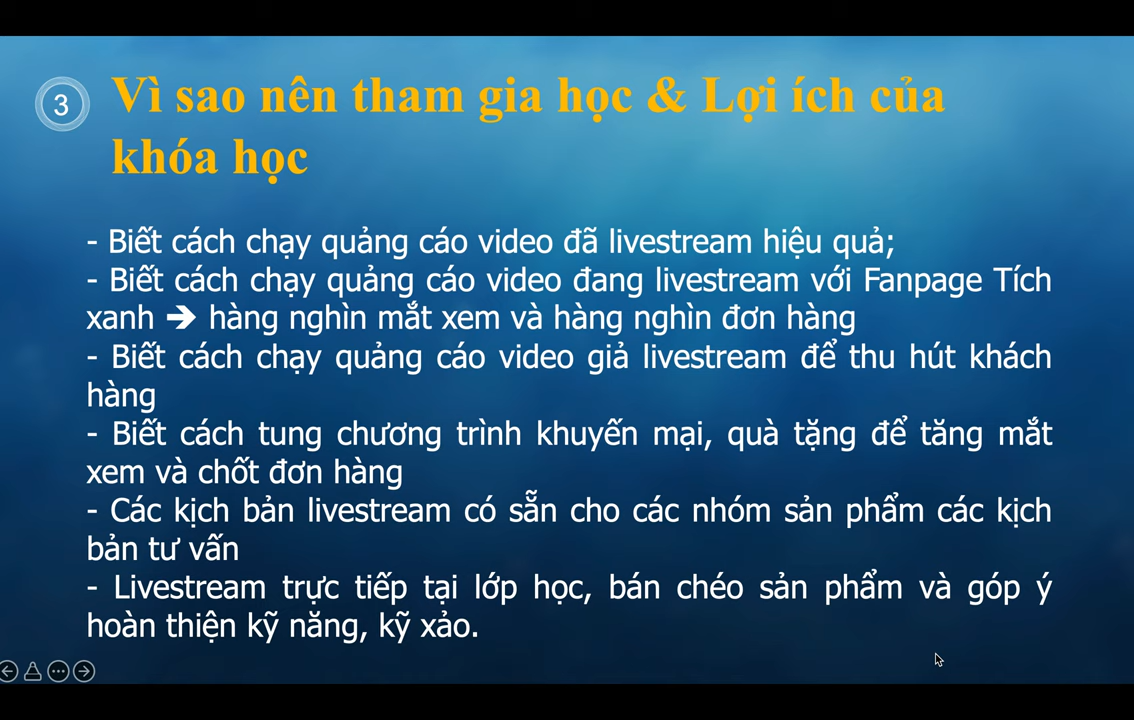 3
Vì sao nên tham gia học & Lợi ích của
khóa học
- Biết cách chạy quảng cáo video đã livestream hiệu quả;
- Biết cách chạy quảng cáo video đang livestream với Fanpage Tích
xanh ➔ hàng nghìn mắt xem và hàng nghìn đơn hàng
- Biết cách chạy quảng cáo video giả livestream để thu hút khách
hàng
- Biết cách tung chương trình khuyến mại, quà tặng để tăng mắt
xem và chốt đơn hàng
- Các kịch bản livestream có sẵn cho các nhóm sản phẩm các kịch
bản tư vấn
- Livestream trực tiếp tại lớp học, bán chéo sản phẩm và góp ý
hoàn thiện kỹ năng, kỹ xảo.